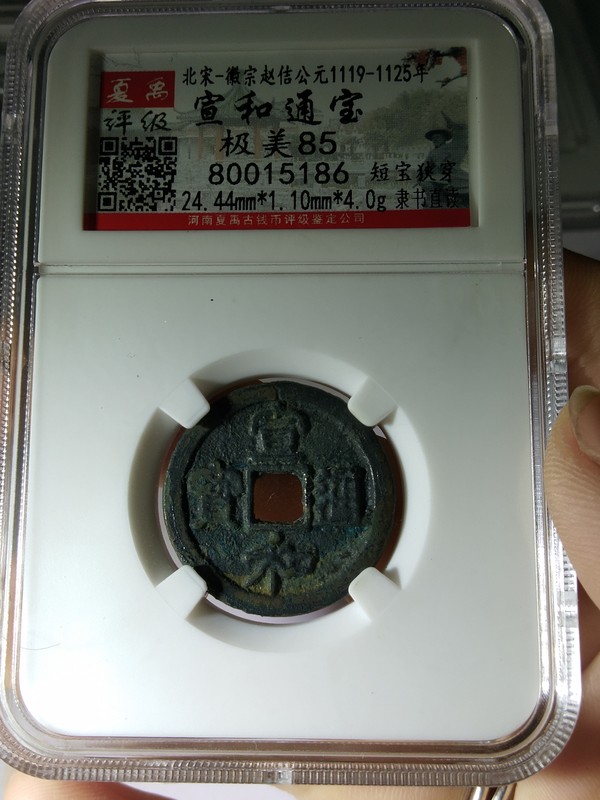 北宋-徽宗赵佶公元1119-1125年
夏禹
评级
宣和通宝
极美85
80015186 短宝狭穿
24.44mm*1.10mm*4.0g 隶书直读
河南夏禹古钱币评级鉴定公司
宣
寳 通
和